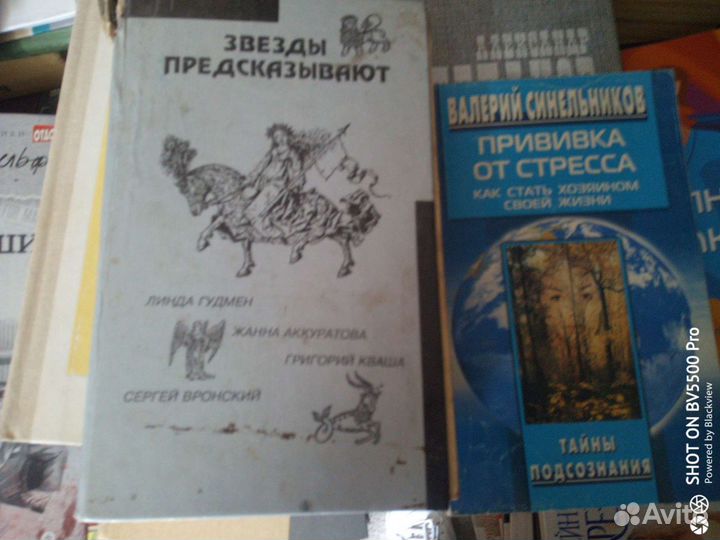 ЗВЕЗДЫ
ПРЕДСКАЗЫВАЮТ
ЛИНДА ГУДМЕН
ЖАННА АККУРАТОВА
ГРИГОРИЙ КВАША
СЕРГЕЙ ВРОНСКИЙ
АЛЕКСАНДР
ВАЛЕРИЙ СИНЕЛЬНИКОВ
ПРИВИВКА
ОТ СТРЕССА
КАК СТАТЬ ХОЗЯИНОМ
СВОЕЙ ЖИЗНИ
ТАЙНЫ
ПОДСОЗНАНИЯ
SHOT ON BV5500 Pro
Powered by Blackview
Avito